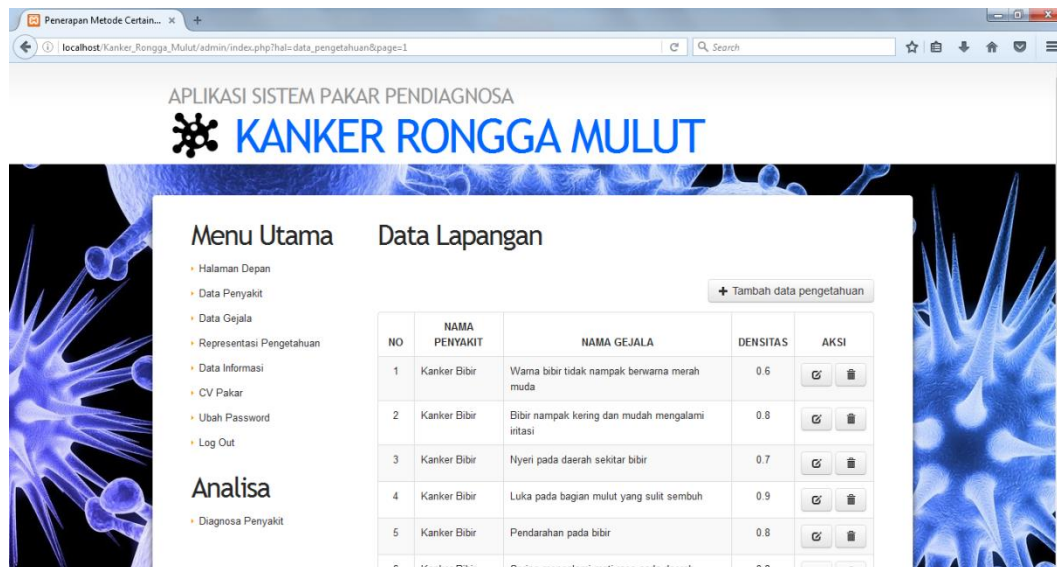 Penerapan Metode Certain...
localhost/Kanker_Rongga_Mulut/admin/index.php?hal=data_pengetahuan&page=1
Search
APLIKASI SISTEM PAKAR PENDIAGNOSA
KANKER RONGGA MULUT
Menu Utama
Halaman Depan
Data Penyakit
Data Gejala
Representasi Pengetahuan
Data Informasi
CV Pakar
Ubah Password
Log Out
Analisa
Diagnosa Penyakit
Data Lapangan
+ Tambah data pengetahuan
NO NAMA PENYAKIT NAMA GEJALA DENSITAS AKSI
1 Kanker Bibir Warna bibir tidak nampak berwarna merah muda 0.6
2 Kanker Bibir Bibir nampak kering dan mudah mengalami iritasi 0.8
3 Kanker Bibir Nyeri pada daerah sekitar bibir 0.7
4 Kanker Bibir Luka pada bagian mulut yang sulit sembuh 0.9
5 Kanker Bibir Pendarahan pada bibir 0.8